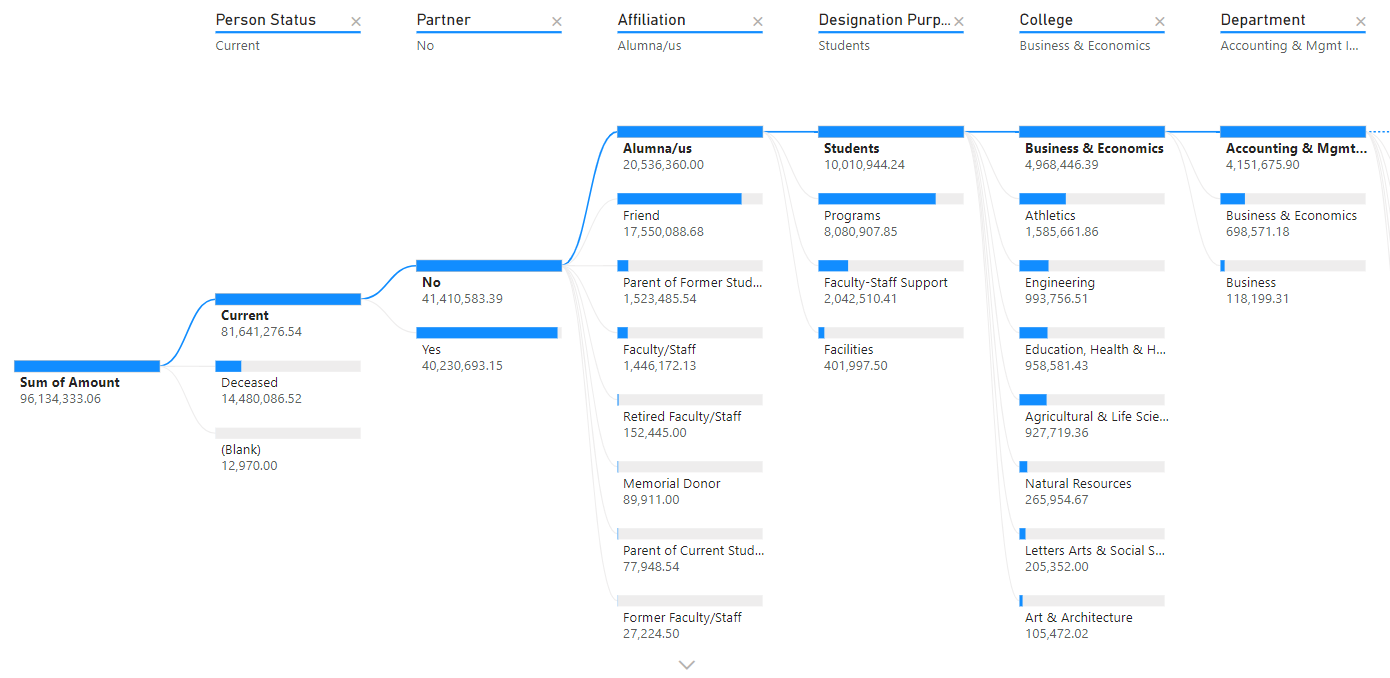 Person Status
Current
Partner
No
Affiliation
Alumna/us
Designation Purp...
Students
College
Business & Economics
Department
Accounting & Mgmt I...
Sum of Amount
96,134,333.06
Current
81,641,276.54
Deceased
14,480,086.52
(Blank)
12,970.00
No
41,410,583.39
Yes
40,230,693.15
Alumna/us
20,536,360.00
Friend
17,550,088.68
Parent of Former Stud...
1,523,485.54
Faculty/Staff
1,446,172.13
Retired Faculty/Staff
152,445.00
Memorial Donor
89,911.00
Parent of Current Stud...
77,948.54
Former Faculty/Staff
27,224.50
Students
10,010,944.24
Programs
8,080,907.85
Faculty-Staff Support
2,042,510.41
Facilities
401,997.50
Business & Economics
4,968,446.39
Athletics
1,585,661.86
Engineering
993,756.51
Education, Health & H...
958,581.43
Agricultural & Life Scie...
927,719.36
Natural Resources
265,954.67
Letters Arts & Social S...
205,352.00
Art & Architecture
105,472.02
Accounting & Mgmt...
4,151,675.90
Business & Economics
698,571.18
Business
118,199.31